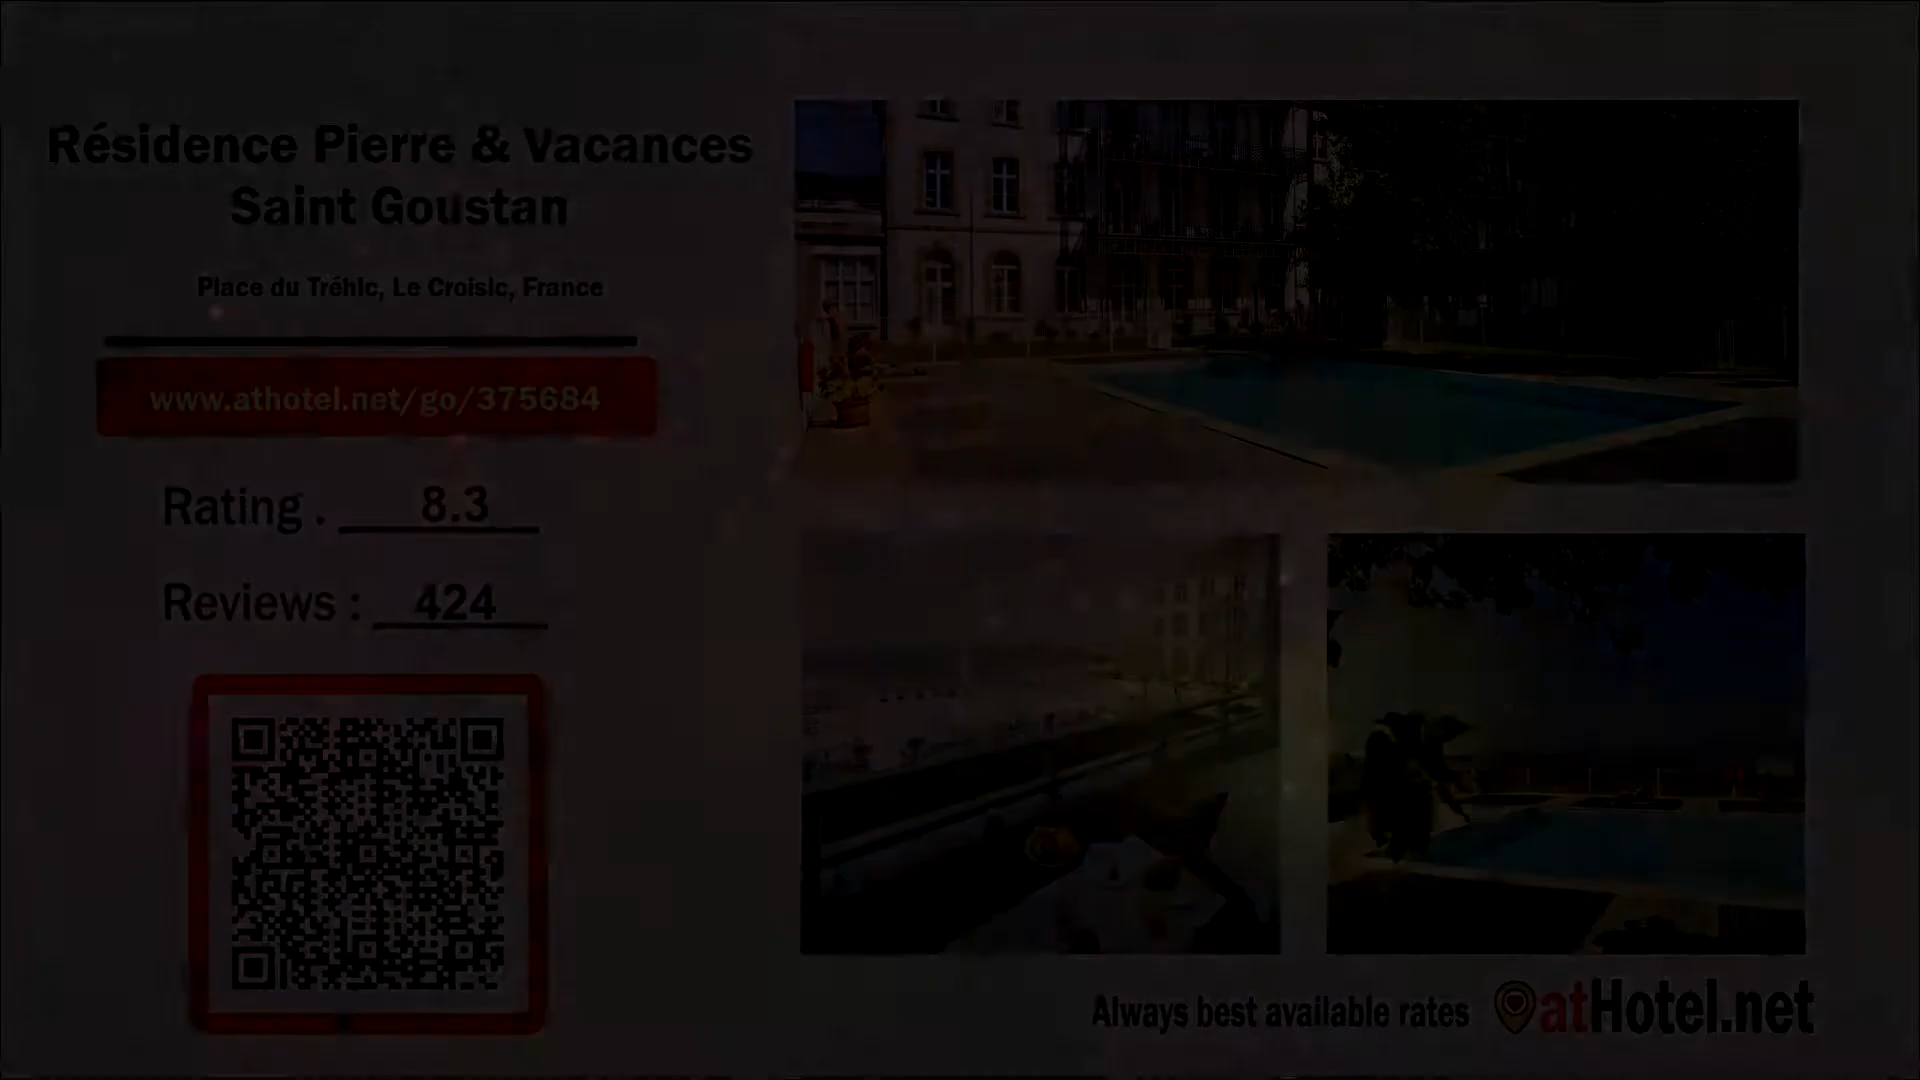 Résidence Pierre & Vacances
Saint Goustan
Place du Tréhic, Le Croisic, France
www.athotel.net/go/375684
Rating . 8.3
Reviews : 424
Always best available rates atHotel.net